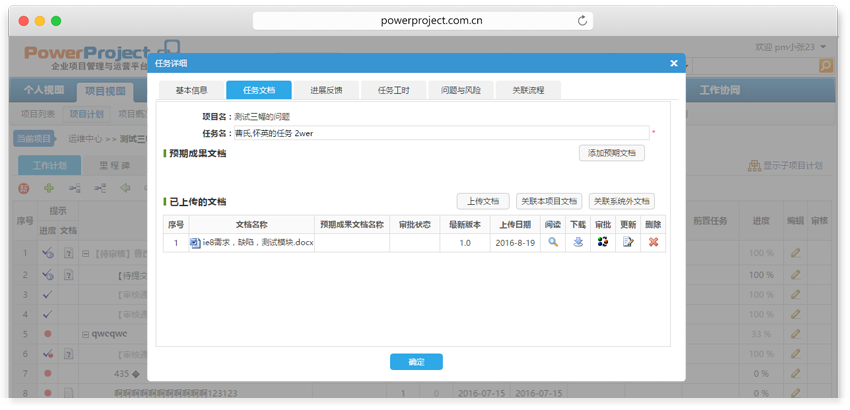 powerproject.com.cn
PowerProject
企业项目管理与运营平台
欢迎 pm小张23
任务详细
个人视图 项目视图 工作协同
基本信息 任务文档 进展反馈 任务工时 问题与风险 关联流程
项目列表 项目计划 项目概
项目名：测试三幅的问题
任务名：曹氏,怀英的任务 2wer *
当前项目 运维中心 >> 测试三
预期成果文档 添加预期文档
工作计划 里程碑 显示子项目计划
已上传的文档 上传文档 关联本项目文档 关联系统外文档
序号 提示 前置任务 进度 编辑 审核
进度 文档
序号 文档名称 预期成果文档名称 审批状态 最新版本 上传日期 阅读 下载 审批 更新 删除
1 ie8需求，缺陷，测试模块.docx 1.0 2016-8-19
1 【待审核】曹 100 %
2 【待提交 100 %
3 【审核通 100 %
4 【审核通 100 %
5 qweqwe 33 %
6 【审核通 100 %
确定
7 435 ◆ 0 %
8 啊啊啊啊啊啊啊啊啊啊123123 1 0 2016-07-15 2016-07-15 0 %